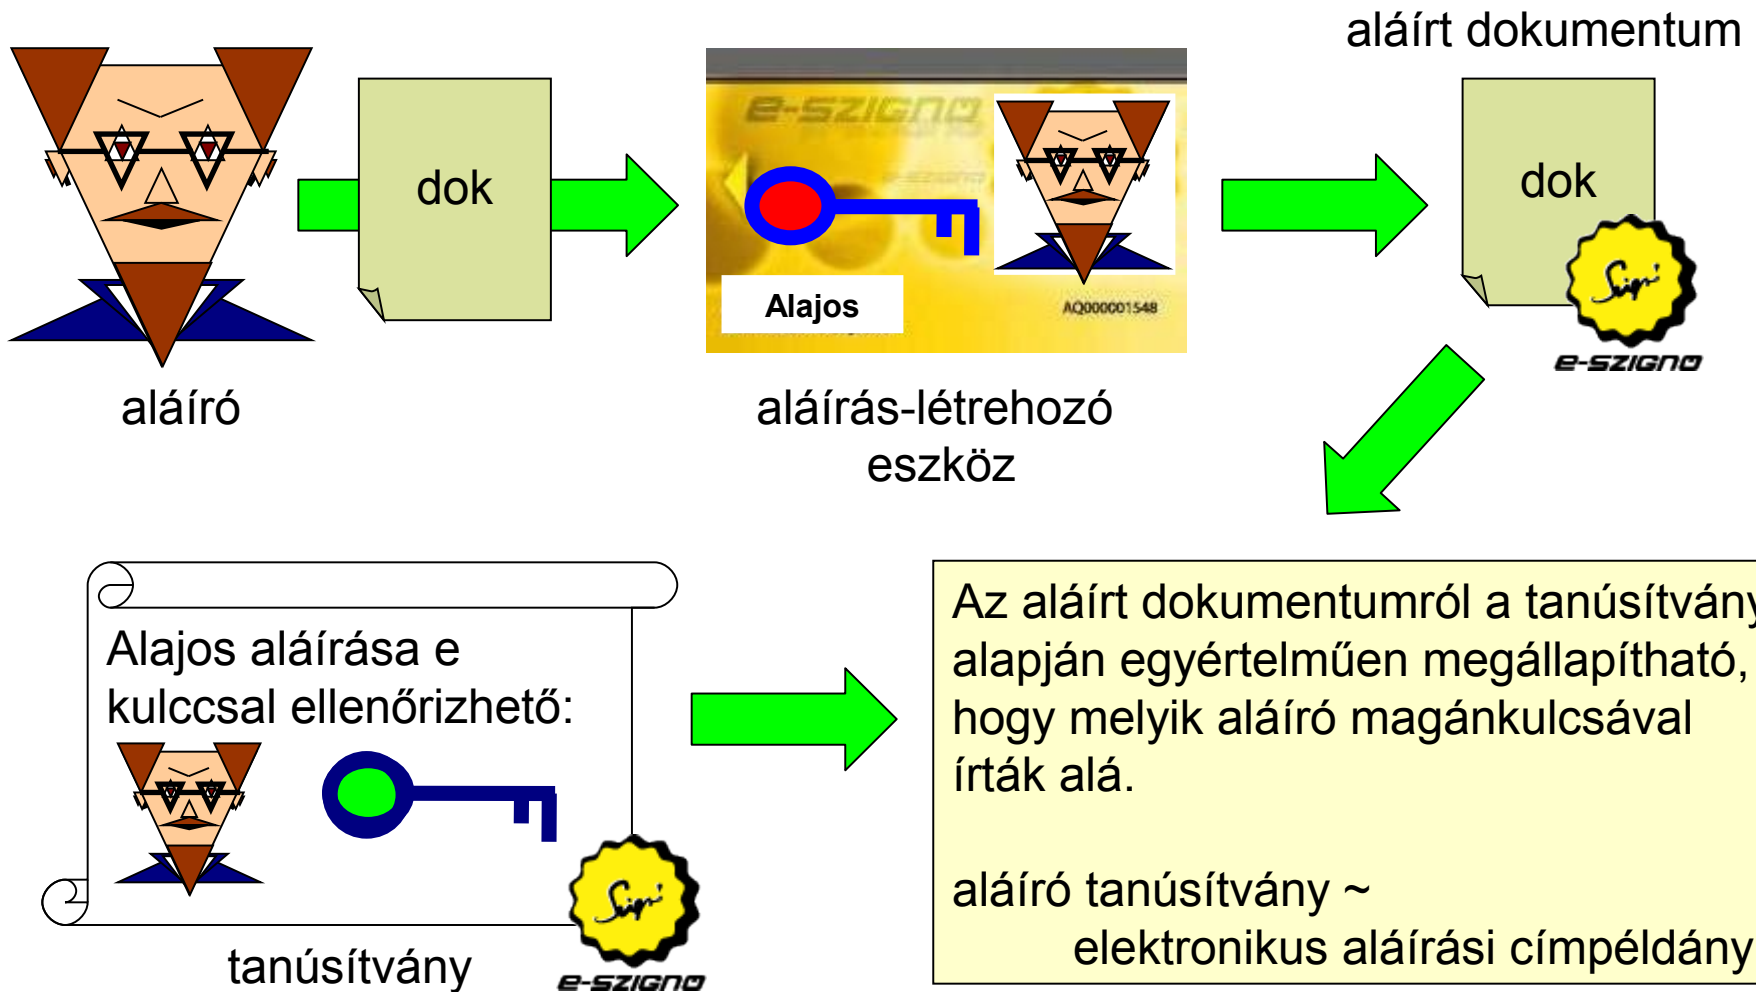 aláírt dokumentum
dok
e-szigno
Alajos
AQ000001548
dok
e-szigno
aláíró
aláírás-létrehozó
eszköz
Alajos aláírása e
kulccsal ellenőrizhető:
e-szigno
tanúsítvány
Az aláírt dokumentumról a tanúsítvány
alapján egyértelműen megállapítható,
hogy melyik aláíró magánkulcsával
írták alá.
aláíró tanúsítvány ~
elektronikus aláírási címpéldány